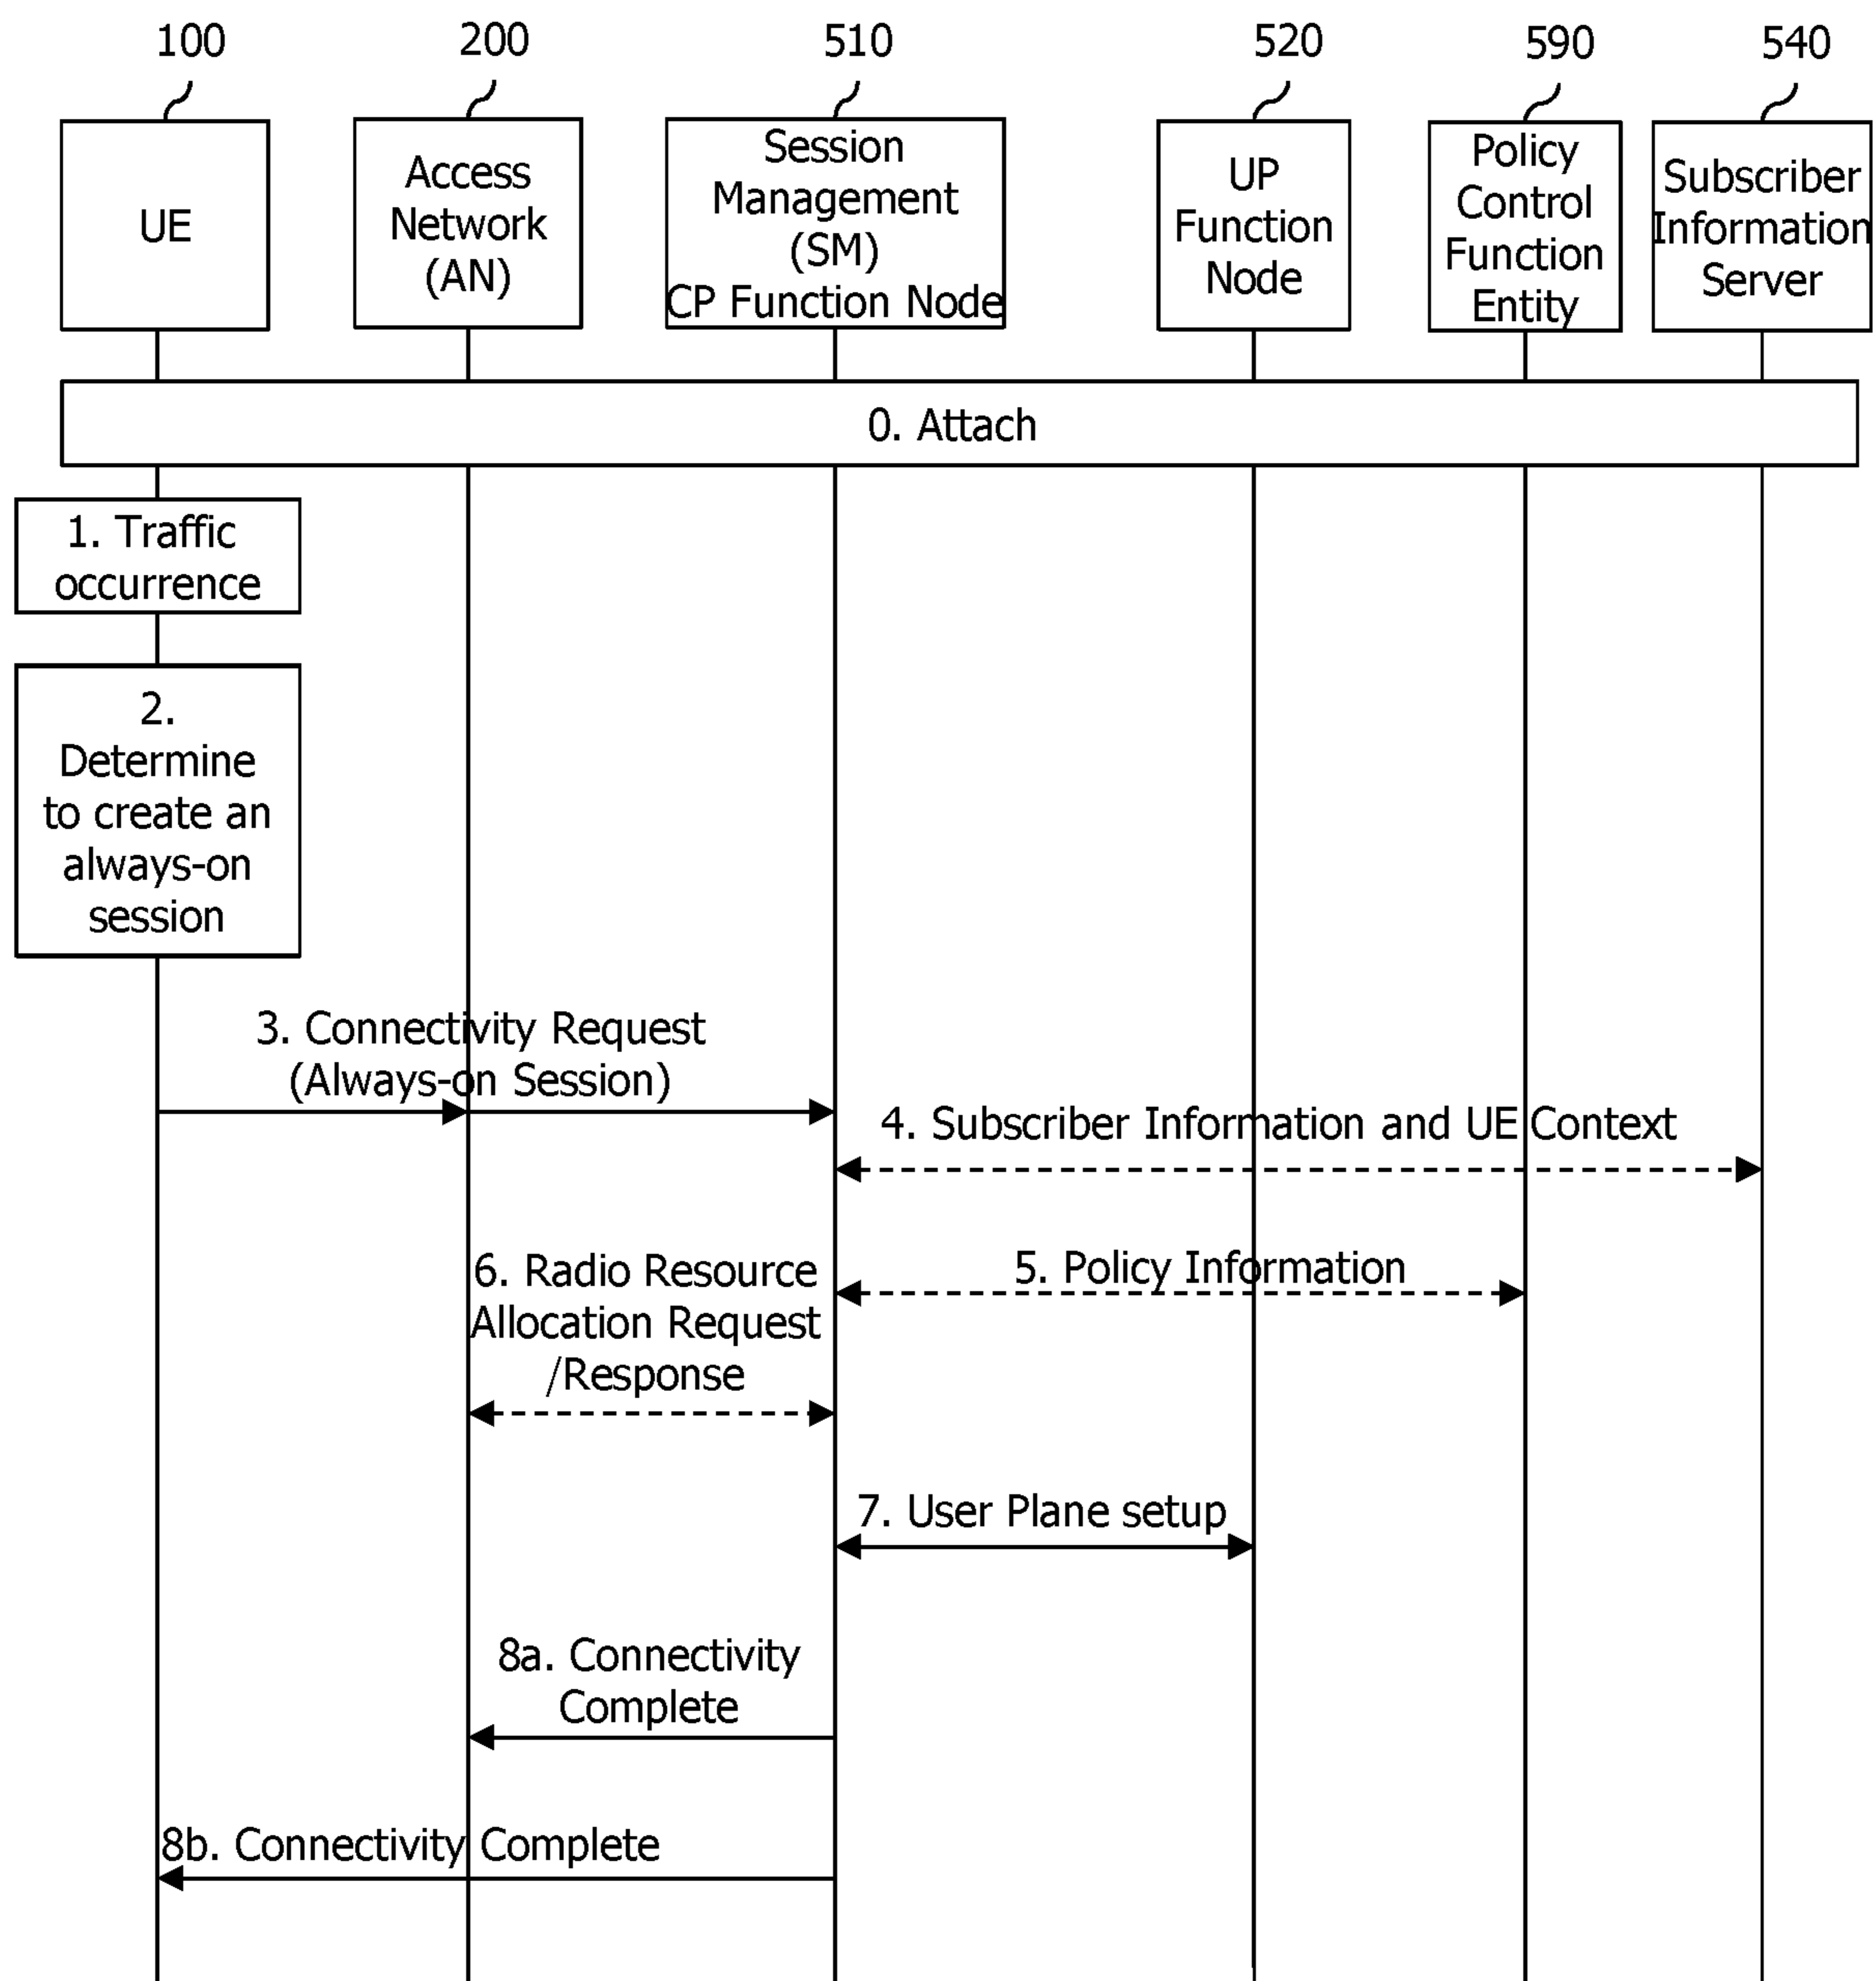 100
200
510
520
590
540
UE
Access
Network
(AN)
Session
Management
(SM)
CP Function Node
UP
Function
Node
Policy
Control
Function
Entity
Subscriber
Information
Server
0. Attach
1. Traffic
occurrence
2.
Determine
to create an
always-on
session
3. Connectivity Request
(Always-on Session)
4. Subscriber Information and UE Context
5. Policy Information
6. Radio Resource
Allocation Request
/Response
7. User Plane setup
8a. Connectivity
Complete
8b. Connectivity Complete